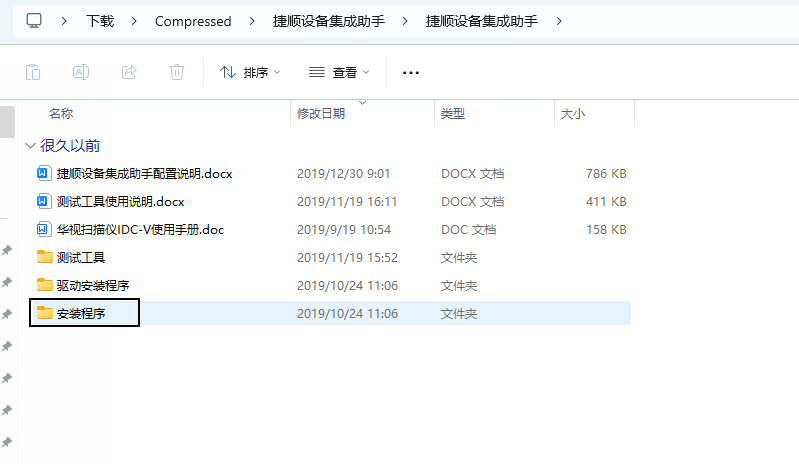 下载 Compressed 捷顺设备集成助手 捷顺设备集成助手
排序 查看
名称 修改日期 类型 大小
很久以前
捷顺设备集成助手配置说明.docx 2019/12/30 9:01 DOCX 文档 786 KB
测试工具使用说明.docx 2019/11/19 16:11 DOCX 文档 411 KB
华视扫描仪IDC-V使用手册.doc 2019/9/19 10:54 DOC 文档 158 KB
测试工具 2019/11/19 15:52 文件夹
驱动安装程序 2019/10/24 11:06 文件夹
安装程序 2019/10/24 11:06 文件夹